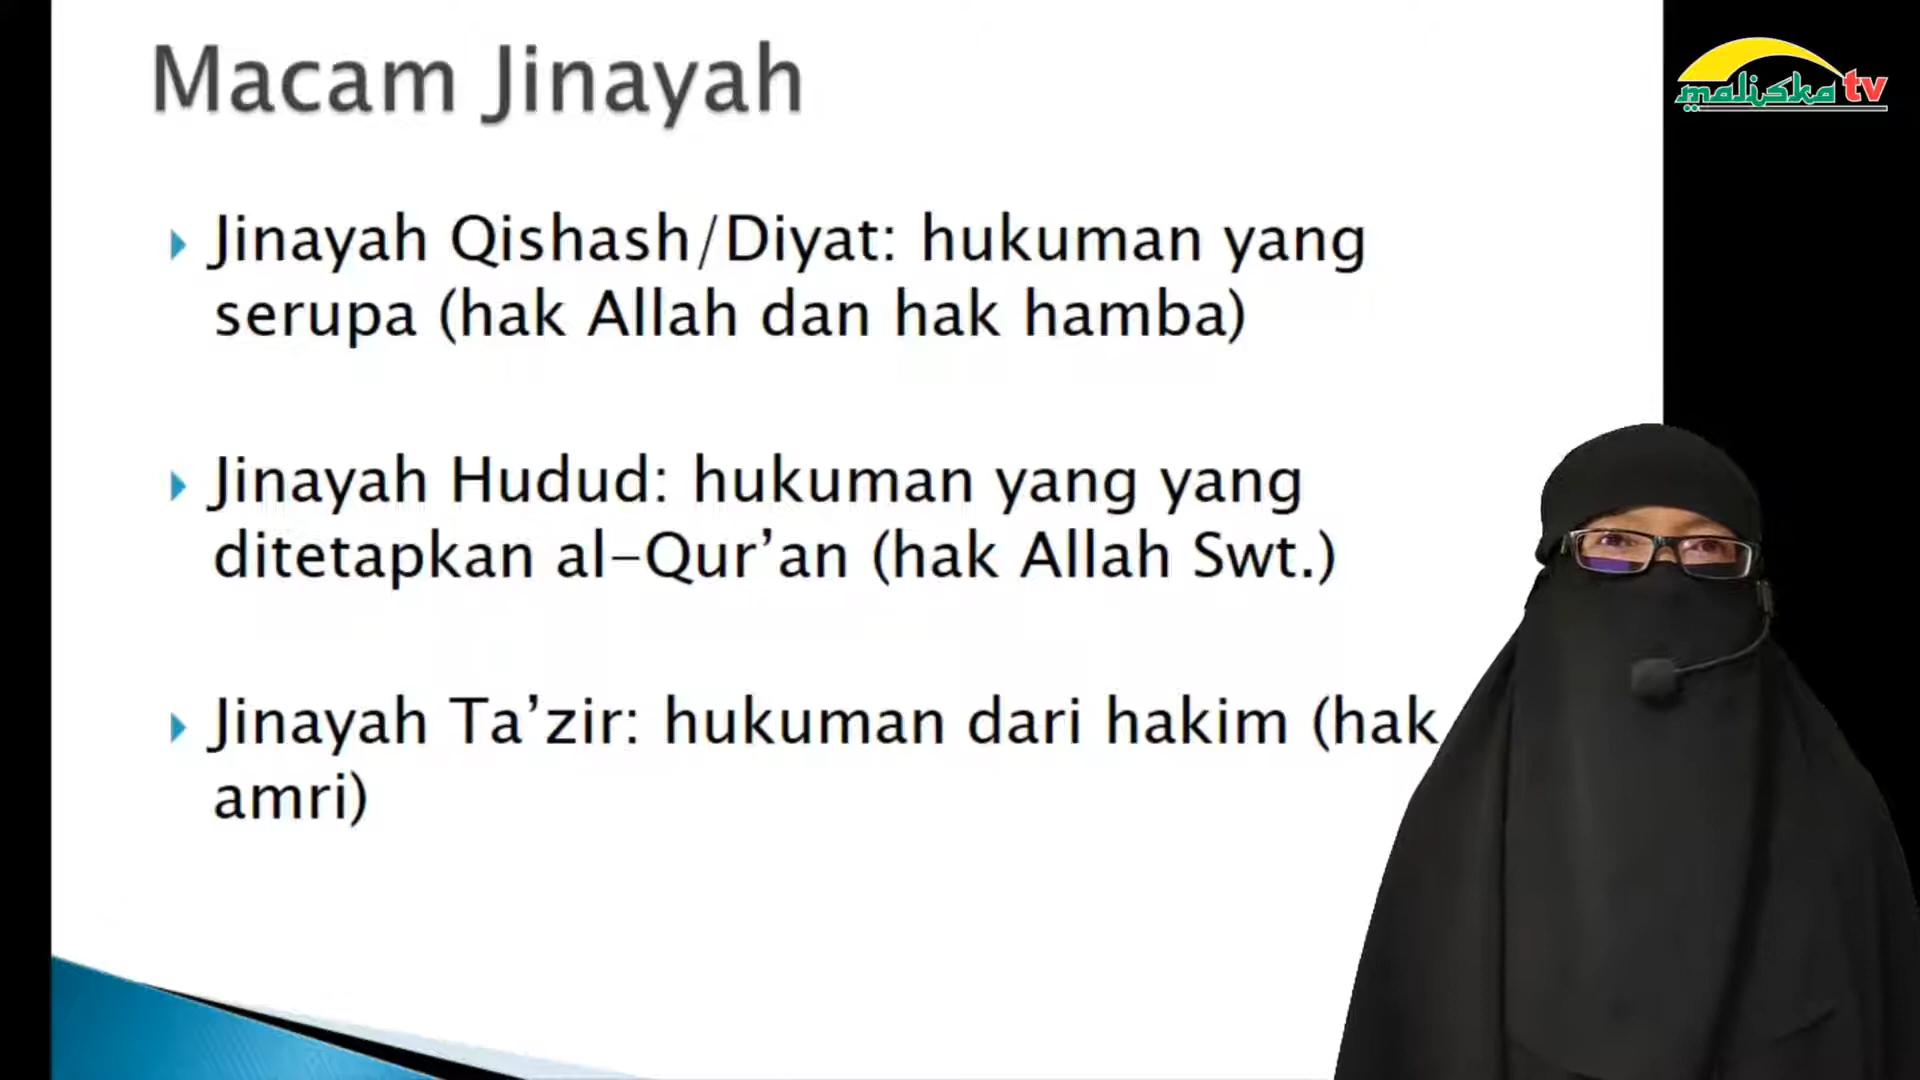 Macam Jinayah
maliska tv
Jinayah Qishash/Diyat: hukuman yang
serupa (hak Allah dan hak hamba)
Jinayah Hudud: hukuman yang yang
ditetapkan al-Qur’an (hak Allah Swt.)
Jinayah Ta’zir: hukuman dari hakim (hak
amri)